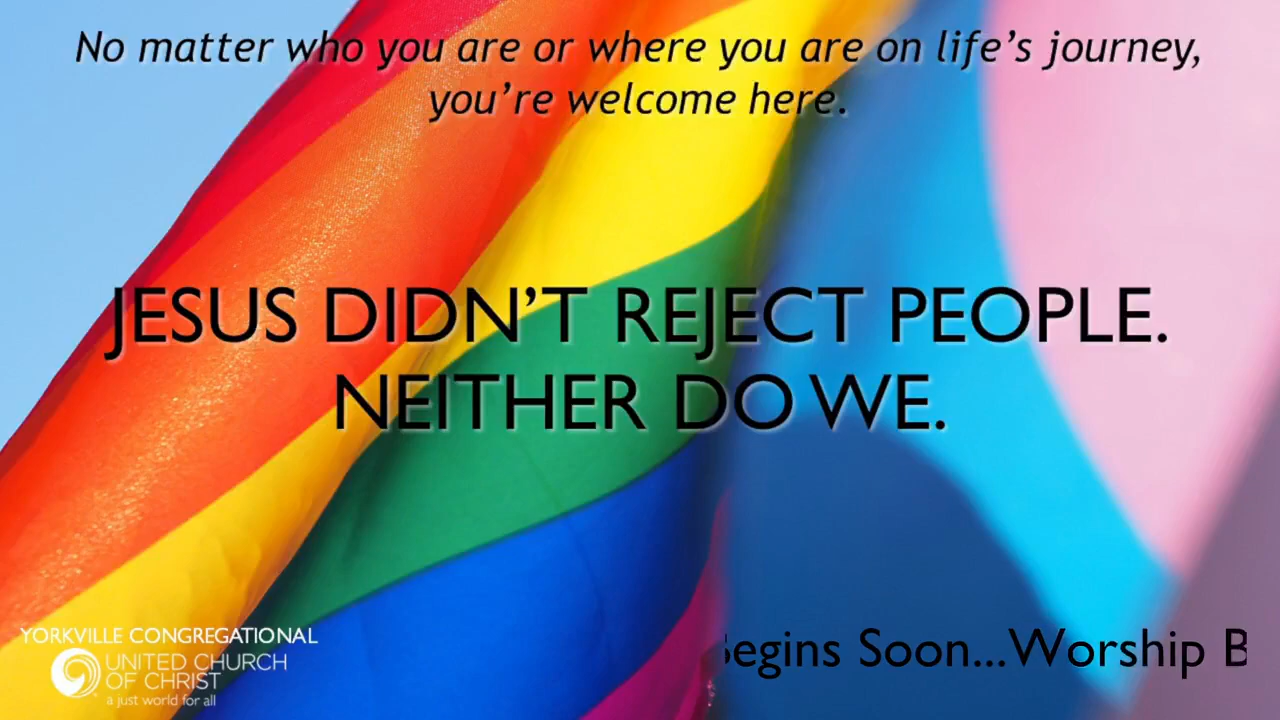 No matter who you are or where you are on life's journey,
you're welcome here.
JESUS DIDN'T REJECT PEOPLE.
NEITHER DO WE.
YORKVILLE CONGREGATIONAL
UNITED CHURCH
OF CHRIST
a just world for all
egins Soon...Worship B